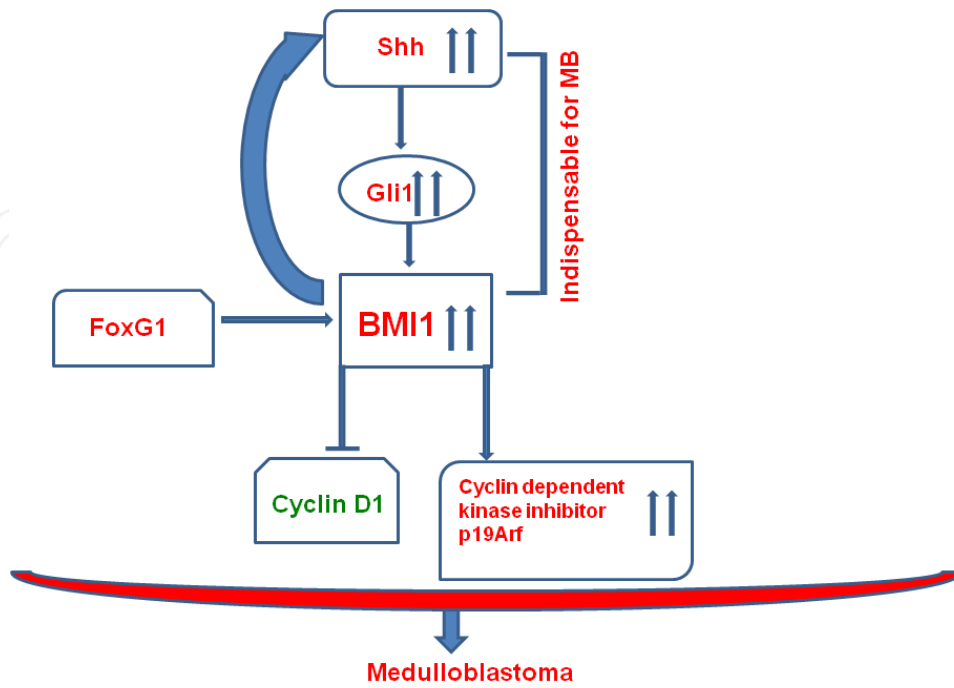 Shh
Indispensable for MB
Gli1
FoxG1
BMI1
Cyclin D1
Cyclin dependent
kinase inhibitor
p19Arf
Medulloblastoma